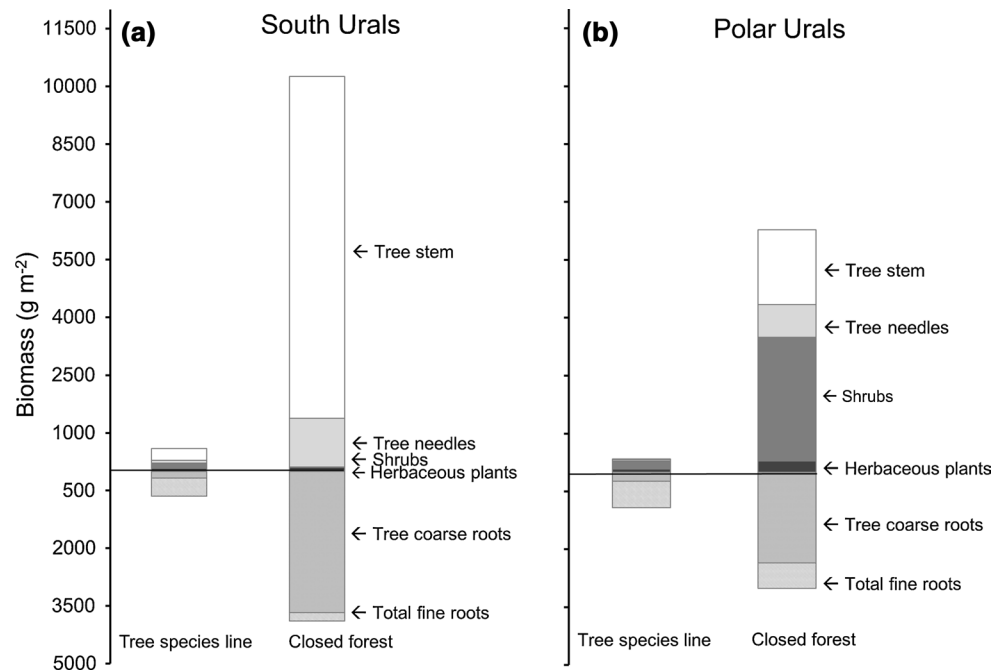 (a) South Urals
(b) Polar Urals
Biomass (g m⁻²)
11500
10000
8500
7000
5500
4000
2500
1000
500
2000
3500
5000
← Tree stem
← Tree needles
← Shrubs
← Herbaceous plants
← Tree coarse roots
← Total fine roots
Tree species line
Closed forest
← Tree stem
← Tree needles
← Shrubs
← Herbaceous plants
← Tree coarse roots
← Total fine roots
Tree species line
Closed forest